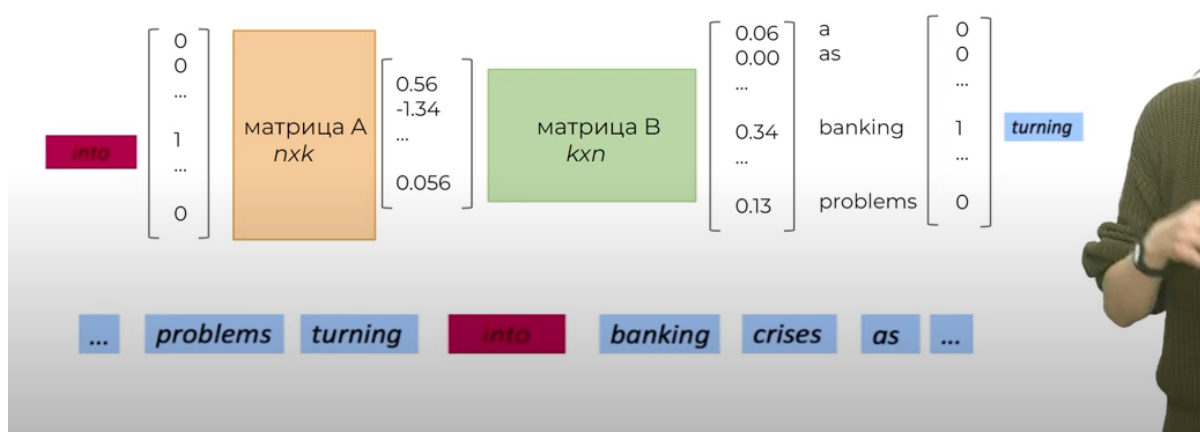 into
0
0
...
1
...
0
матрица A
nxk
0.56
-1.34
...
0.056
матрица B
kxn
0.06
0.00
...
0.34
...
0.13
a
as
banking
problems
0
0
...
1
...
0
turning
... problems turning into banking crises as ...